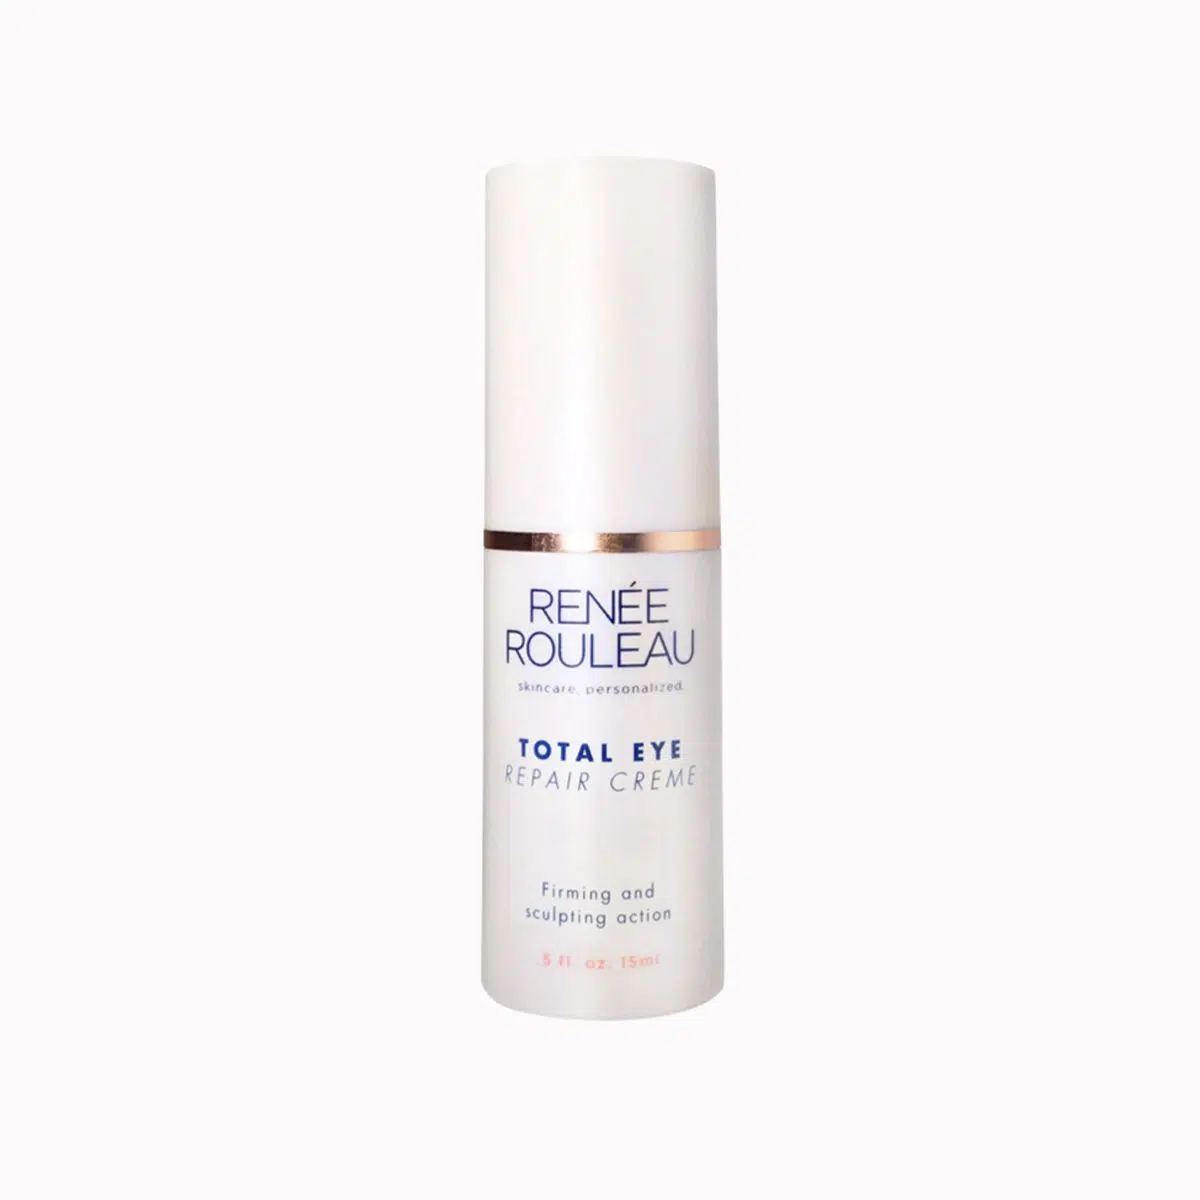 RENÉE
ROULEAU
skincare. personalized.
TOTAL EYE
REPAIR CREME
Firming and
sculpting action
.5 fl. oz. 15ml